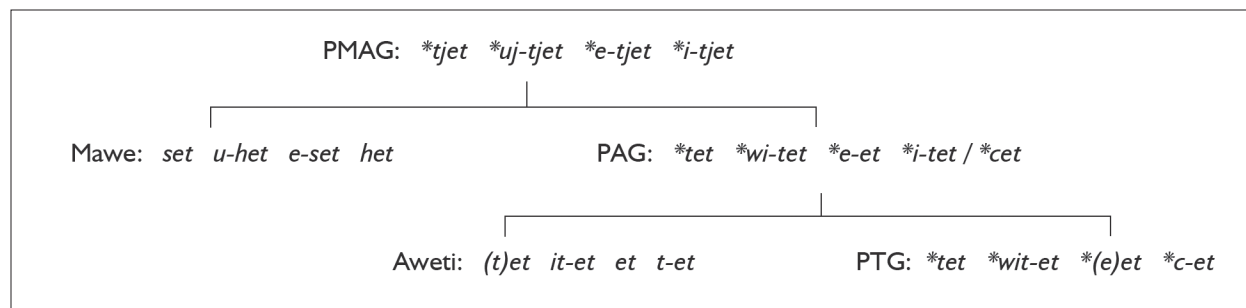 PMAG: *tjet *uj-tjet *e-tjet *i-tjet
Mawe: set u-het e-set het PAG: *tet *wi-tet *e-et *i-tet / *cet
Aweti: (t)et it-et et t-et PTG: *tet *wit-et *(e)et *c-et